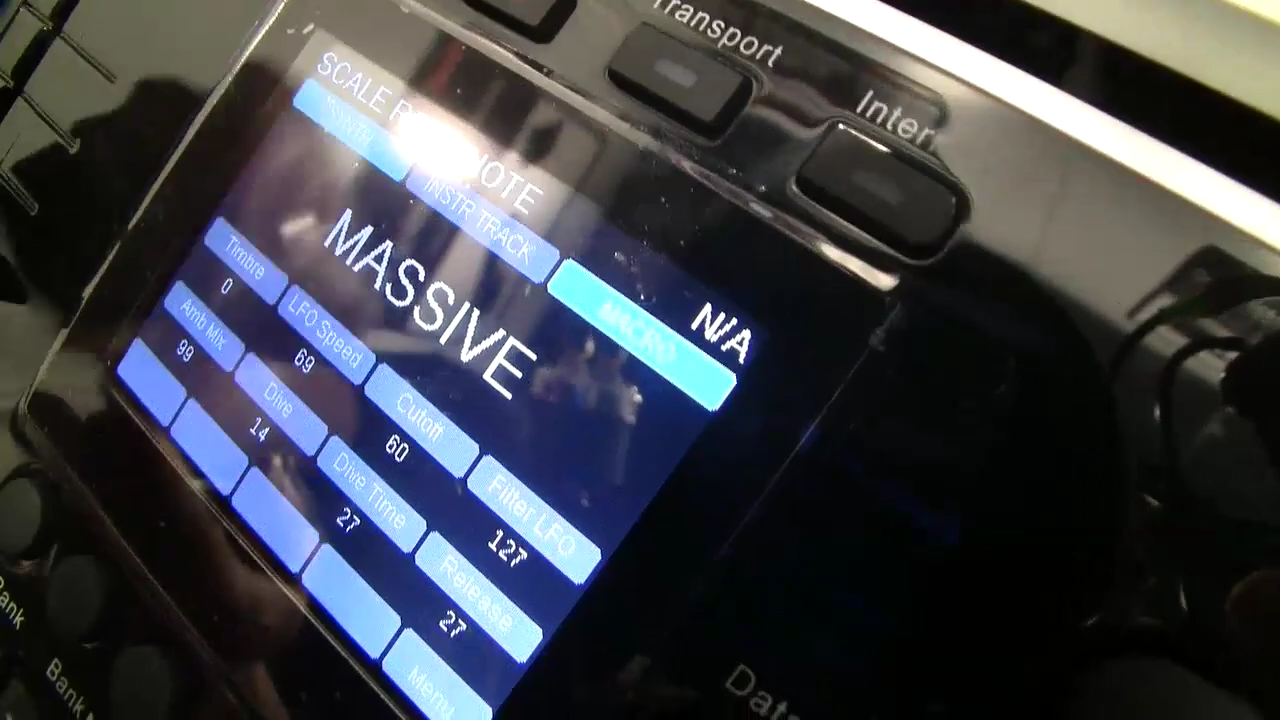 Transport
Inter
SCALE R NOTE
SYNTH INSTR TRACK MACRO
MASSIVE
N/A
Timbre LFO Speed Cutoff Filter LFO
0 69 60 127
Amb Mix Dive Dive Time Release
99 14 27 27
Menu
Bank
Bank
Data